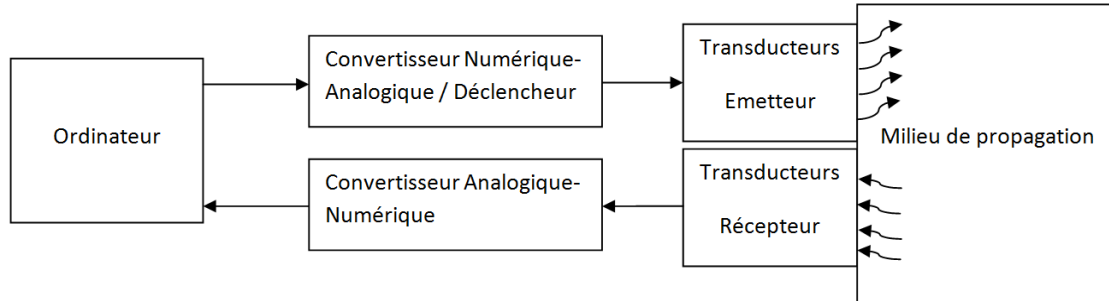 Ordinateur
Convertisseur Numérique-
Analogique / Déclencheur
Transducteurs
Emetteur
Milieu de propagation
Convertisseur Analogique-
Numérique
Transducteurs
Récepteur